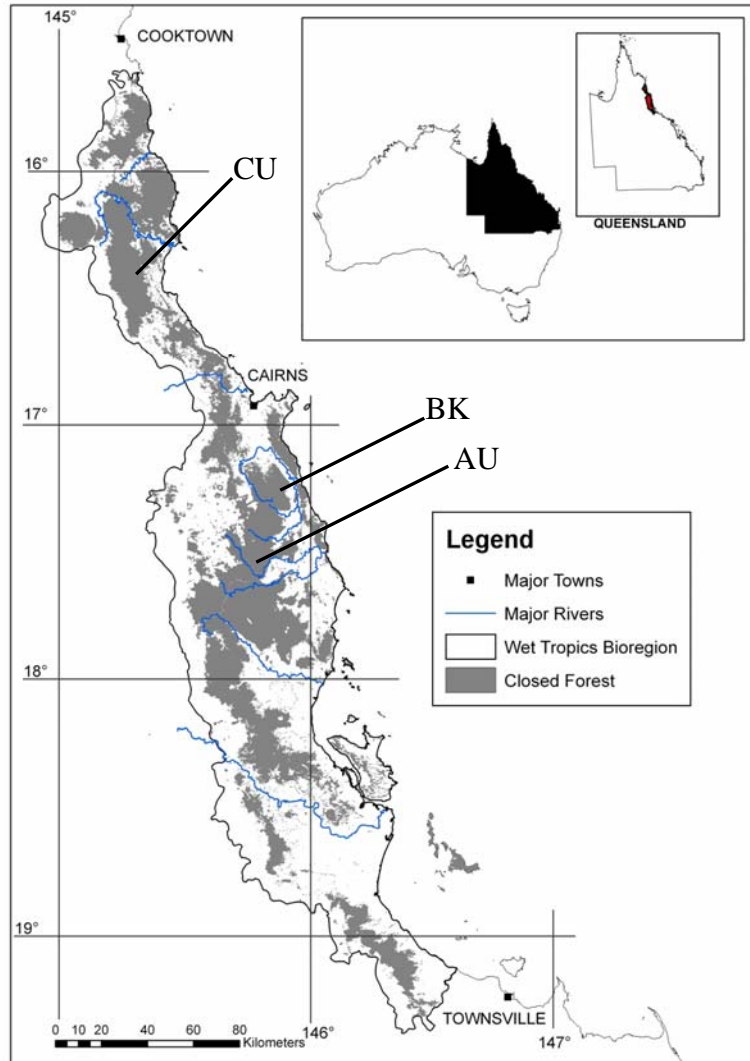 145°
COOKTOWN
16°
CU
QUEENSLAND
CAIRNS
17°
BK
AU
Legend
Major Towns
Major Rivers
Wet Tropics Bioregion
Closed Forest
18°
19°
TOWNSVILLE
146°
147°
0 10 20 40 60 80
Kilometers